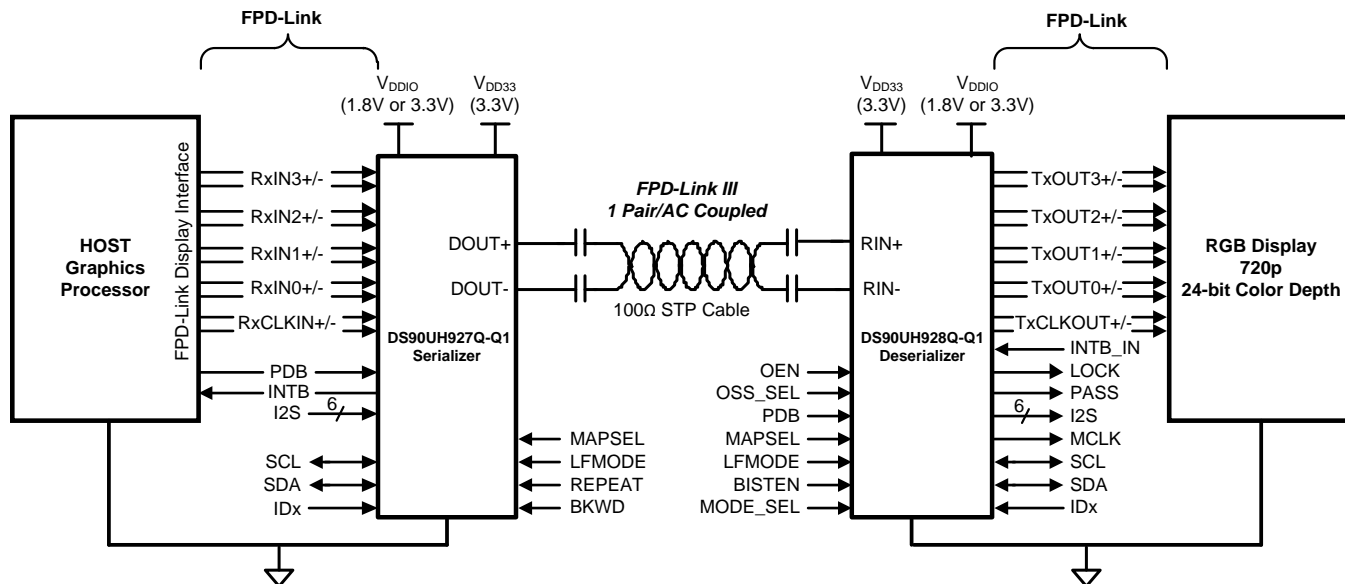 FPD-Link
FPD-Link
VDDIO
(1.8V or 3.3V)
VDD33
(3.3V)
VDD33
(3.3V)
VDDIO
(1.8V or 3.3V)
HOST
Graphics
Processor
FPD-Link Display Interface
RxIN3+/-
RxIN2+/-
RxIN1+/-
RxIN0+/-
RxCLKIN+/-
PDB
INTB
I2S
6
SCL
SDA
IDx
DOUT+
DOUT-
DS90UH927Q-Q1
Serializer
MAPSEL
LFMODE
REPEAT
BKWD
FPD-Link III
1 Pair/AC Coupled
100Ω STP Cable
RIN+
RIN-
DS90UH928Q-Q1
Deserializer
OEN
OSS_SEL
PDB
MAPSEL
LFMODE
BISTEN
MODE_SEL
TxOUT3+/-
TxOUT2+/-
TxOUT1+/-
TxOUT0+/-
TxCLKOUT+/-
INTB_IN
LOCK
PASS
6
I2S
MCLK
SCL
SDA
IDx
RGB Display
720p
24-bit Color Depth